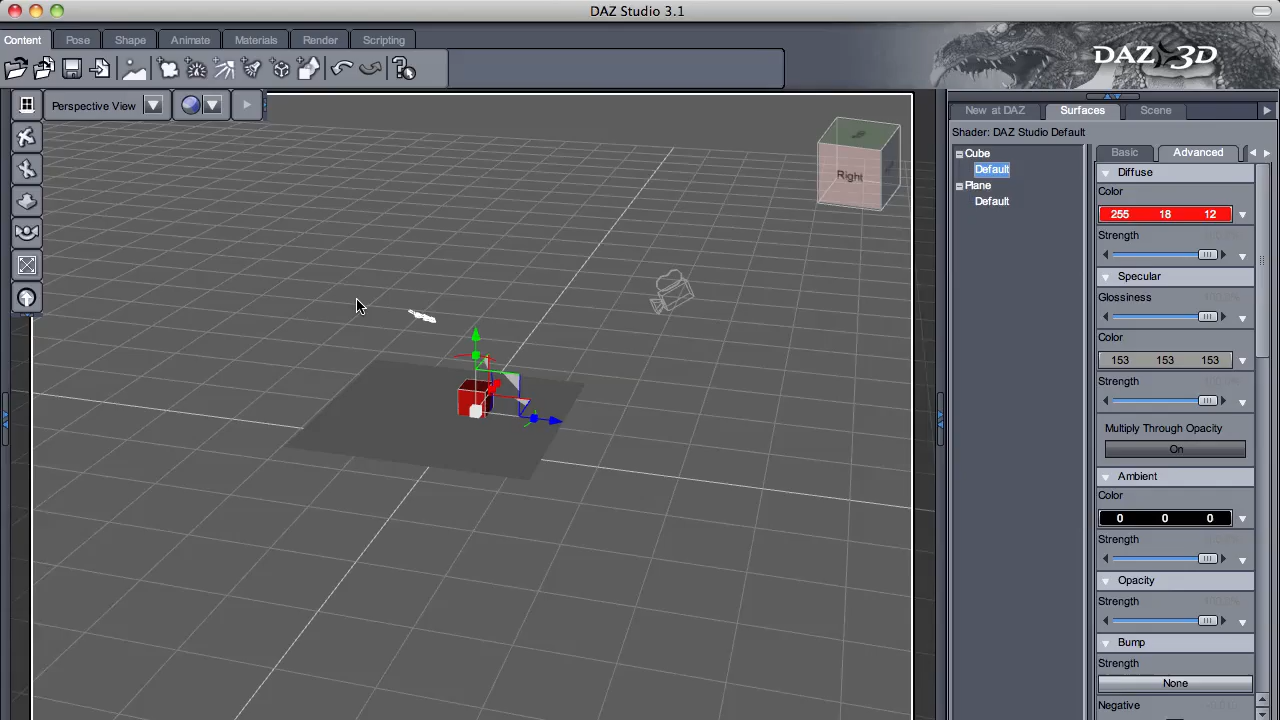 DAZ Studio 3.1
Content Pose Shape Animate Materials Render Scripting
DAZ 3D
Perspective View
Right
New at DAZ Surfaces Scene
Shader: DAZ Studio Default
Cube
Default
Plane
Default
Basic Advanced
Diffuse
Color
255 18 12
Strength
Specular
Glossiness
Color
153 153 153
Strength
Multiply Through Opacity
On
Ambient
Color
0 0 0
Strength
Opacity
Strength
Bump
Strength
None
Negative